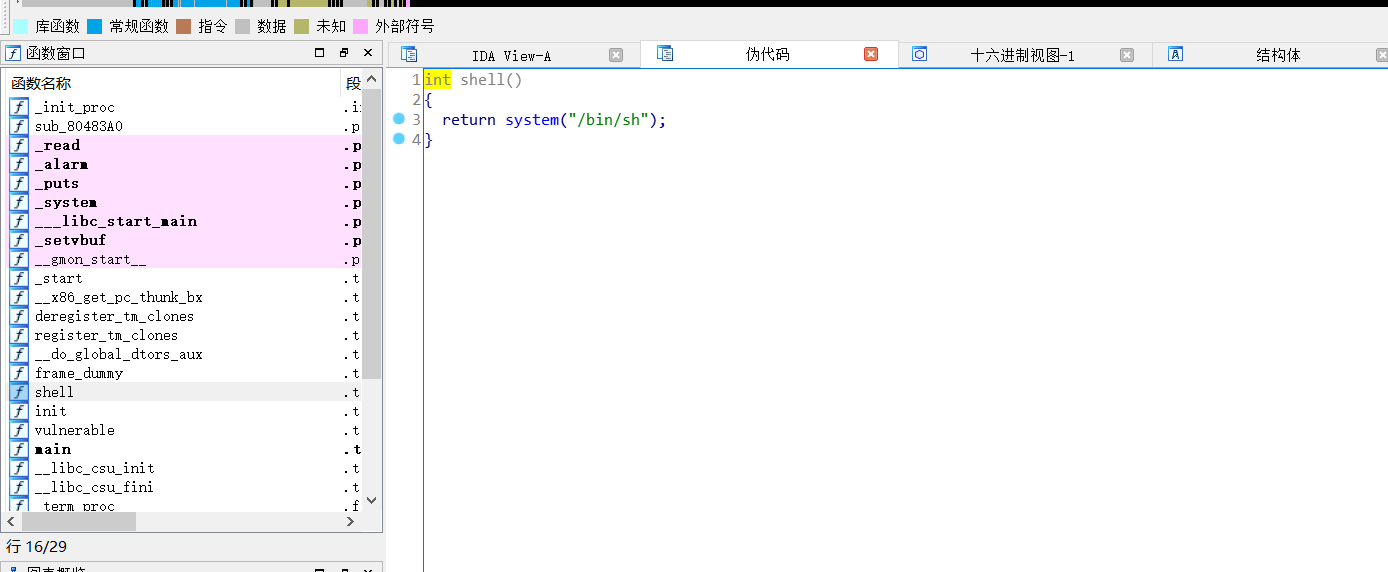 库函数 常规函数 指令 数据 未知 外部符号
函数窗口
IDA View-A 伪代码 十六进制视图-1 结构体
函数名称 段
_init_proc
sub_80483A0 .p
_read .p
_alarm .p
_puts .p
_system .p
___libc_start_main .p
_setvbuf .p
__gmon_start__ .p
_start .t
__x86_get_pc_thunk_bx .t
deregister_tm_clones .t
register_tm_clones .t
__do_global_dtors_aux .t
frame_dummy .t
shell .t
init .t
vulnerable .t
main .t
__libc_csu_init .t
__libc_csu_fini .t
_term_proc .f
行 16/29
1 int shell()
2 {
3 return system("/bin/sh");
4 }